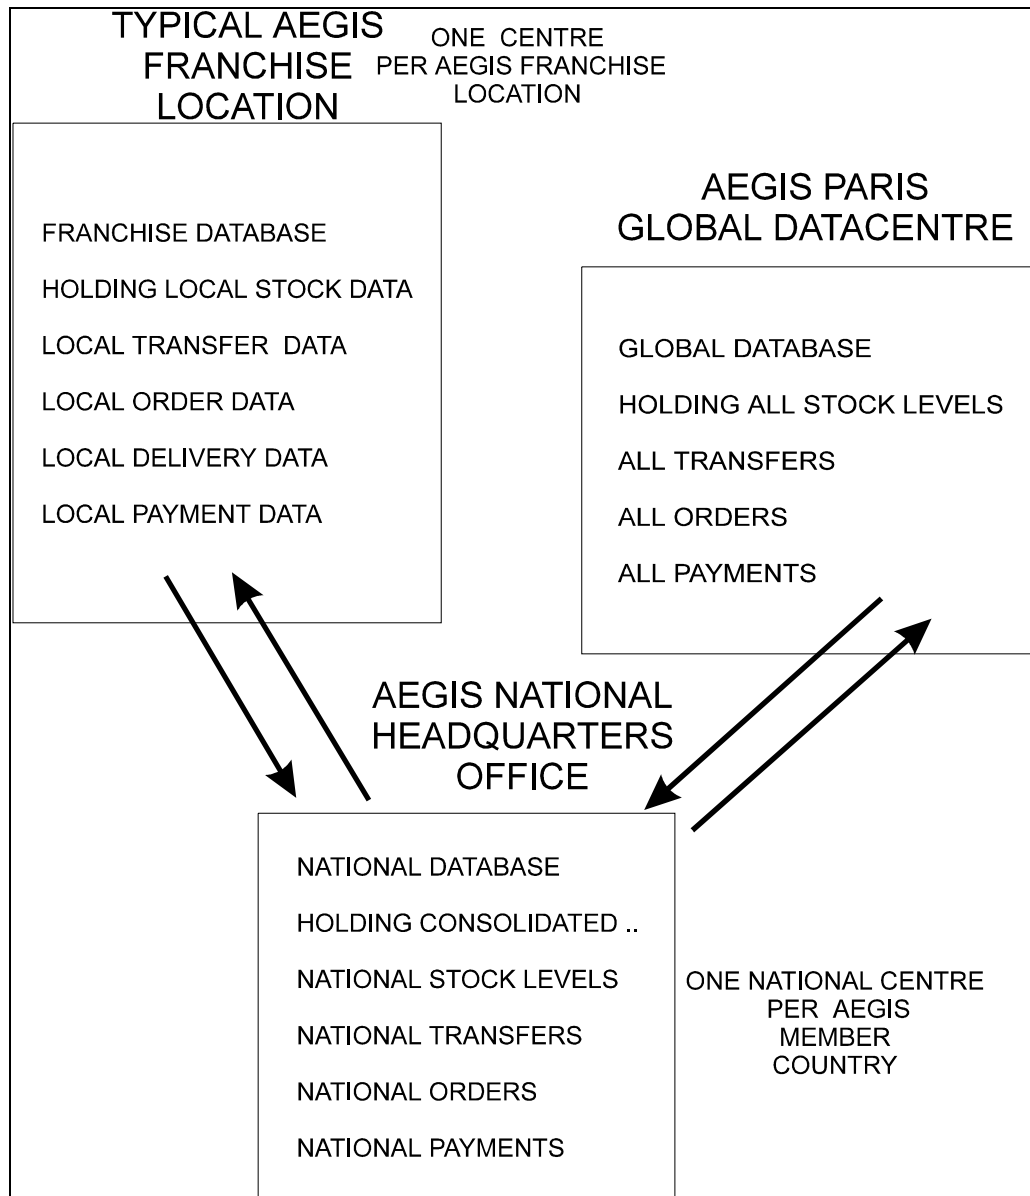 TYPICAL AEGIS
FRANCHISE
LOCATION
ONE CENTRE
PER AEGIS FRANCHISE
LOCATION
FRANCHISE DATABASE
HOLDING LOCAL STOCK DATA
LOCAL TRANSFER DATA
LOCAL ORDER DATA
LOCAL DELIVERY DATA
LOCAL PAYMENT DATA
AEGIS PARIS
GLOBAL DATACENTRE
GLOBAL DATABASE
HOLDING ALL STOCK LEVELS
ALL TRANSFERS
ALL ORDERS
ALL PAYMENTS
AEGIS NATIONAL
HEADQUARTERS
OFFICE
NATIONAL DATABASE
HOLDING CONSOLIDATED ..
NATIONAL STOCK LEVELS
NATIONAL TRANSFERS
NATIONAL ORDERS
NATIONAL PAYMENTS
ONE NATIONAL CENTRE
PER AEGIS
MEMBER
COUNTRY